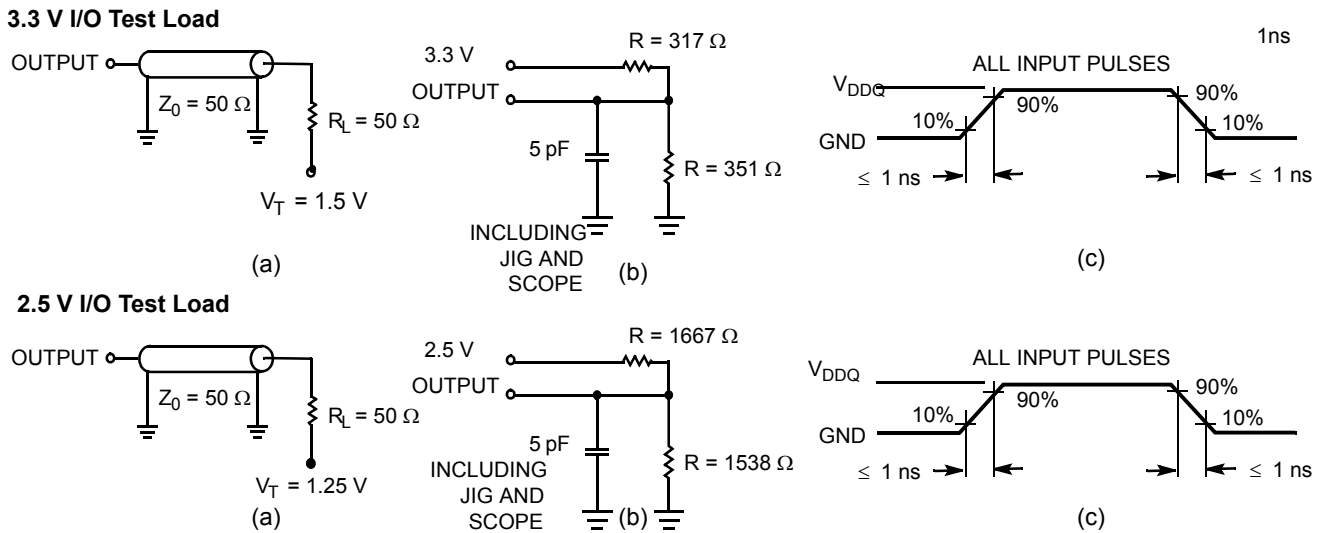 3.3 V I/O Test Load
OUTPUT
Z0 = 50 Ω
RL = 50 Ω
VT = 1.5 V
(a)
3.3 V
R = 317 Ω
OUTPUT
5 pF
R = 351 Ω
INCLUDING
JIG AND
SCOPE
(b)
1ns
ALL INPUT PULSES
VDDQ
10%
90%
90%
10%
GND
≤ 1 ns
≤ 1 ns
(c)
2.5 V I/O Test Load
OUTPUT
Z0 = 50 Ω
RL = 50 Ω
VT = 1.25 V
(a)
2.5 V
R = 1667 Ω
OUTPUT
5 pF
R = 1538 Ω
INCLUDING
JIG AND
SCOPE
(b)
ALL INPUT PULSES
VDDQ
10%
90%
90%
10%
GND
≤ 1 ns
≤ 1 ns
(c)